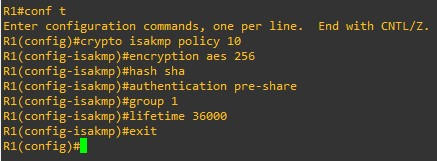 R1#conf t
Enter configuration commands, one per line.  End with CNTL/Z.
R1(config)#crypto isakmp policy 10
R1(config-isakmp)#encryption aes 256
R1(config-isakmp)#hash sha
R1(config-isakmp)#authentication pre-share
R1(config-isakmp)#group 1
R1(config-isakmp)#lifetime 36000
R1(config-isakmp)#exit
R1(config)#